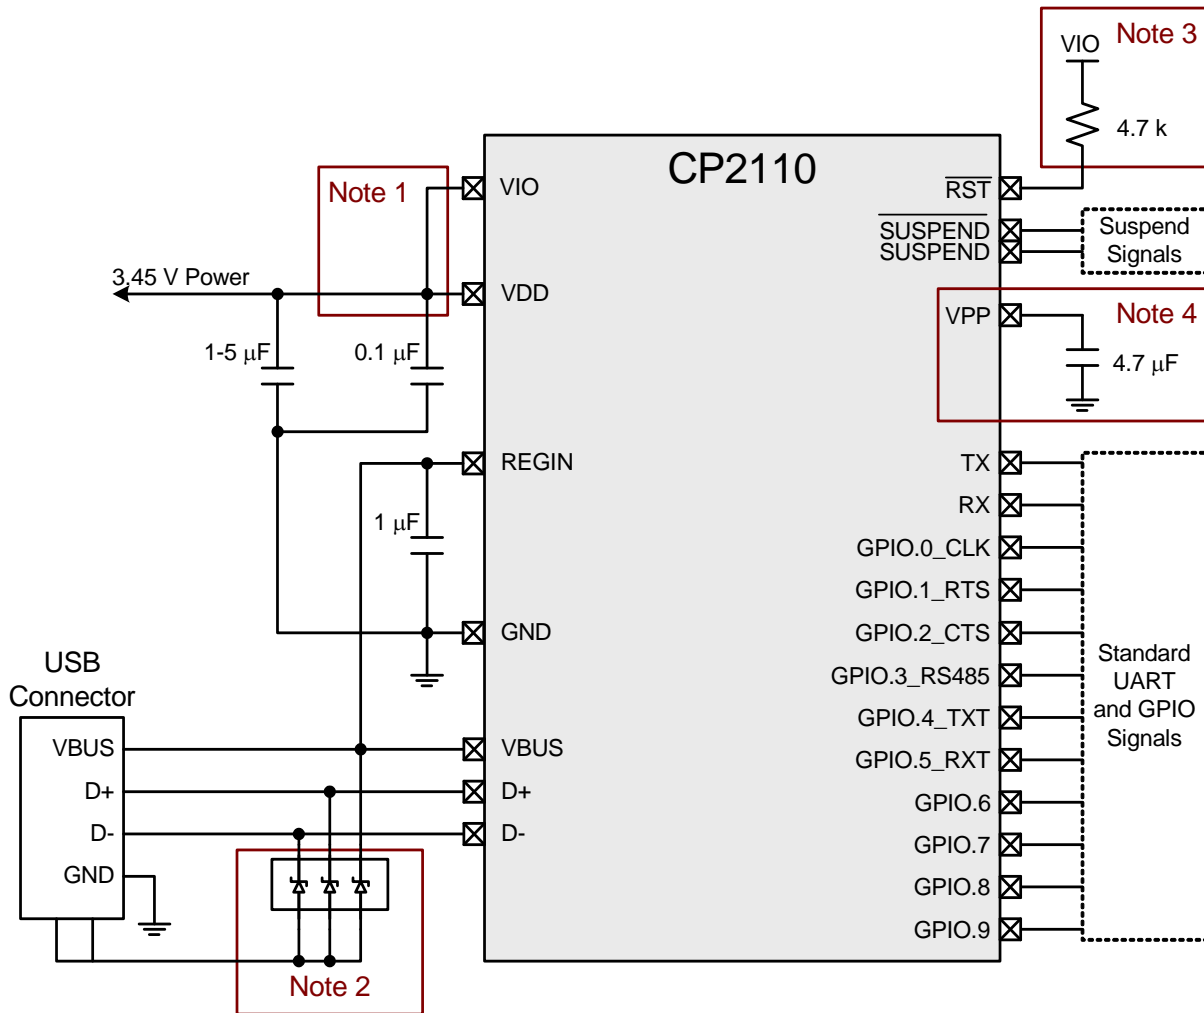 Note 3
VIO
4.7 k
CP2110
Note 1
VIO
RST
SUSPEND
SUSPEND
Suspend
Signals
3.45 V Power
VDD
VPP
Note 4
1-5 μF
0.1 μF
4.7 μF
REGIN
TX
RX
1 μF
GPIO.0_CLK
GPIO.1_RTS
GND
GPIO.2_CTS
USB
Connector
GPIO.3_RS485
Standard
UART
and GPIO
Signals
GPIO.4_TXT
VBUS
VBUS
GPIO.5_RXT
D+
D+
GPIO.6
D-
D-
GPIO.7
GND
GPIO.8
GPIO.9
Note 2